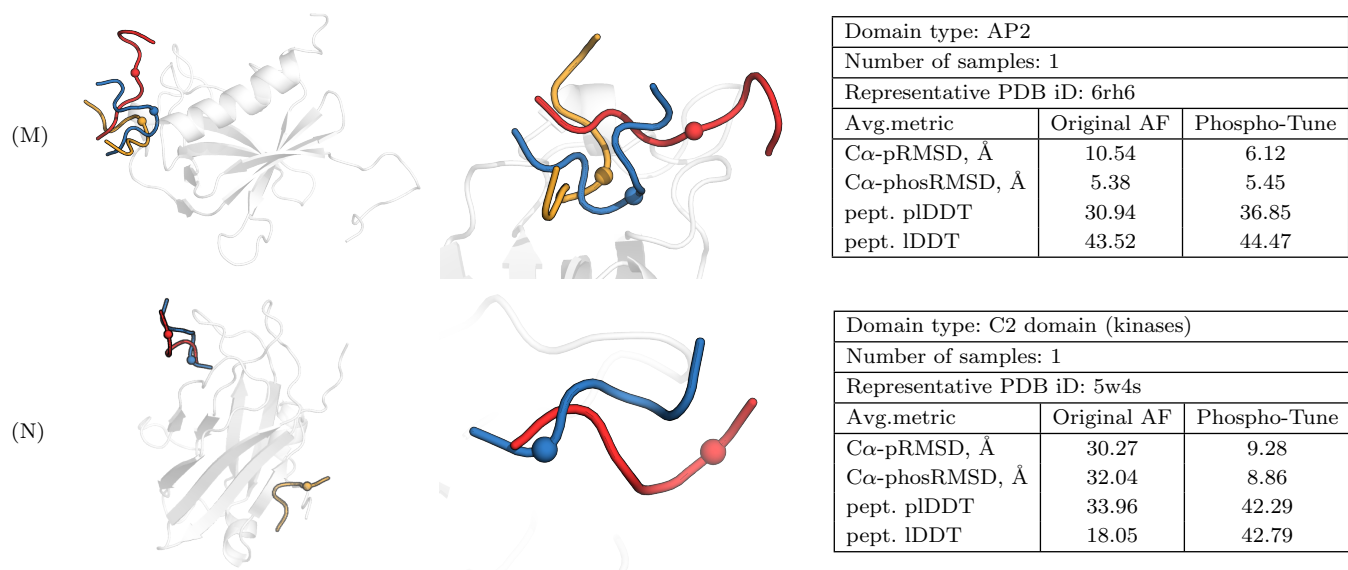 (M)
Domain type: AP2
Number of samples: 1
Representative PDB iD: 6rh6
Avg.metric Original AF Phospho-Tune
Cα-pRMSD, Å 10.54 6.12
Cα-phosRMSD, Å 5.38 5.45
pept. plDDT 30.94 36.85
pept. lDDT 43.52 44.47
(N)
Domain type: C2 domain (kinases)
Number of samples: 1
Representative PDB iD: 5w4s
Avg.metric Original AF Phospho-Tune
Cα-pRMSD, Å 30.27 9.28
Cα-phosRMSD, Å 32.04 8.86
pept. plDDT 33.96 42.29
pept. lDDT 18.05 42.79